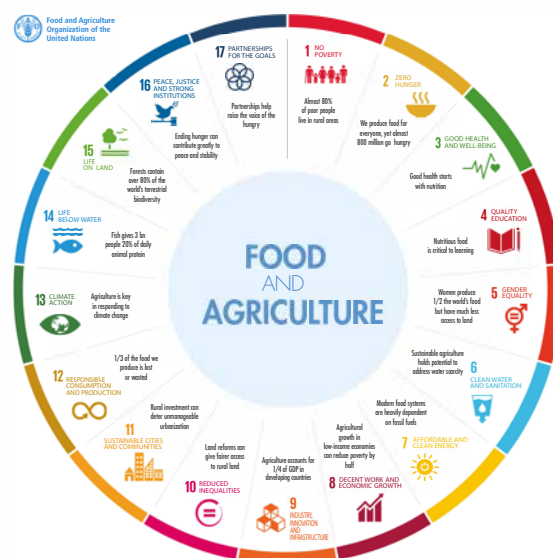 Food and Agriculture
Organization of the
United Nations
FOOD
AND
AGRICULTURE
1 NO
POVERTY
Almost 80%
of poor people
live in rural areas
2 ZERO
HUNGER
We produce food for
everyone, yet almost
800 million go hungry
3 GOOD HEALTH
AND WELL-BEING
Good health starts
with nutrition
4 QUALITY
EDUCATION
Nutritious food
is critical to learning
5 GENDER
EQUALITY
Women produce
1/2 the world's food
but have much less
access to land
6
CLEAN WATER
AND SANITATION
Sustainable agriculture
holds potential to
address water scarcity
7 AFFORDABLE AND
CLEAN ENERGY
Modern food systems
are heavily dependent
on fossil fuels
8 DECENT WORK AND
ECONOMIC GROWTH
Agricultural
growth in
low-income economies
can reduce poverty by
half
9
INDUSTRY,
INNOVATION
AND
INFRASTRUCTURE
Agriculture accounts for
1/4 of GDP in
developing countries
10 REDUCED
INEQUALITIES
Land reforms can
give fairer access
to rural land
11
SUSTAINABLE CITIES
AND COMMUNITIES
Rural investment can
deter unmanageable
urbanization
12 RESPONSIBLE
CONSUMPTION
AND PRODUCTION
1/3 of the food we
produce is lost
or wasted
13 CLIMATE
ACTION
Agriculture is key
in responding to
climate change
14 LIFE
BELOW WATER
Fish gives 3 bn
people 20% of daily
animal protein
15
LIFE
ON LAND
Forests contain
over 80% of the
world's terrestrial
biodiversity
16 PEACE, JUSTICE
AND STRONG
INSTITUTIONS
Ending hunger can
contribute greatly to
peace and stability
17 PARTNERSHIPS
FOR THE GOALS
Partnerships help
raise the voice of the
hungry